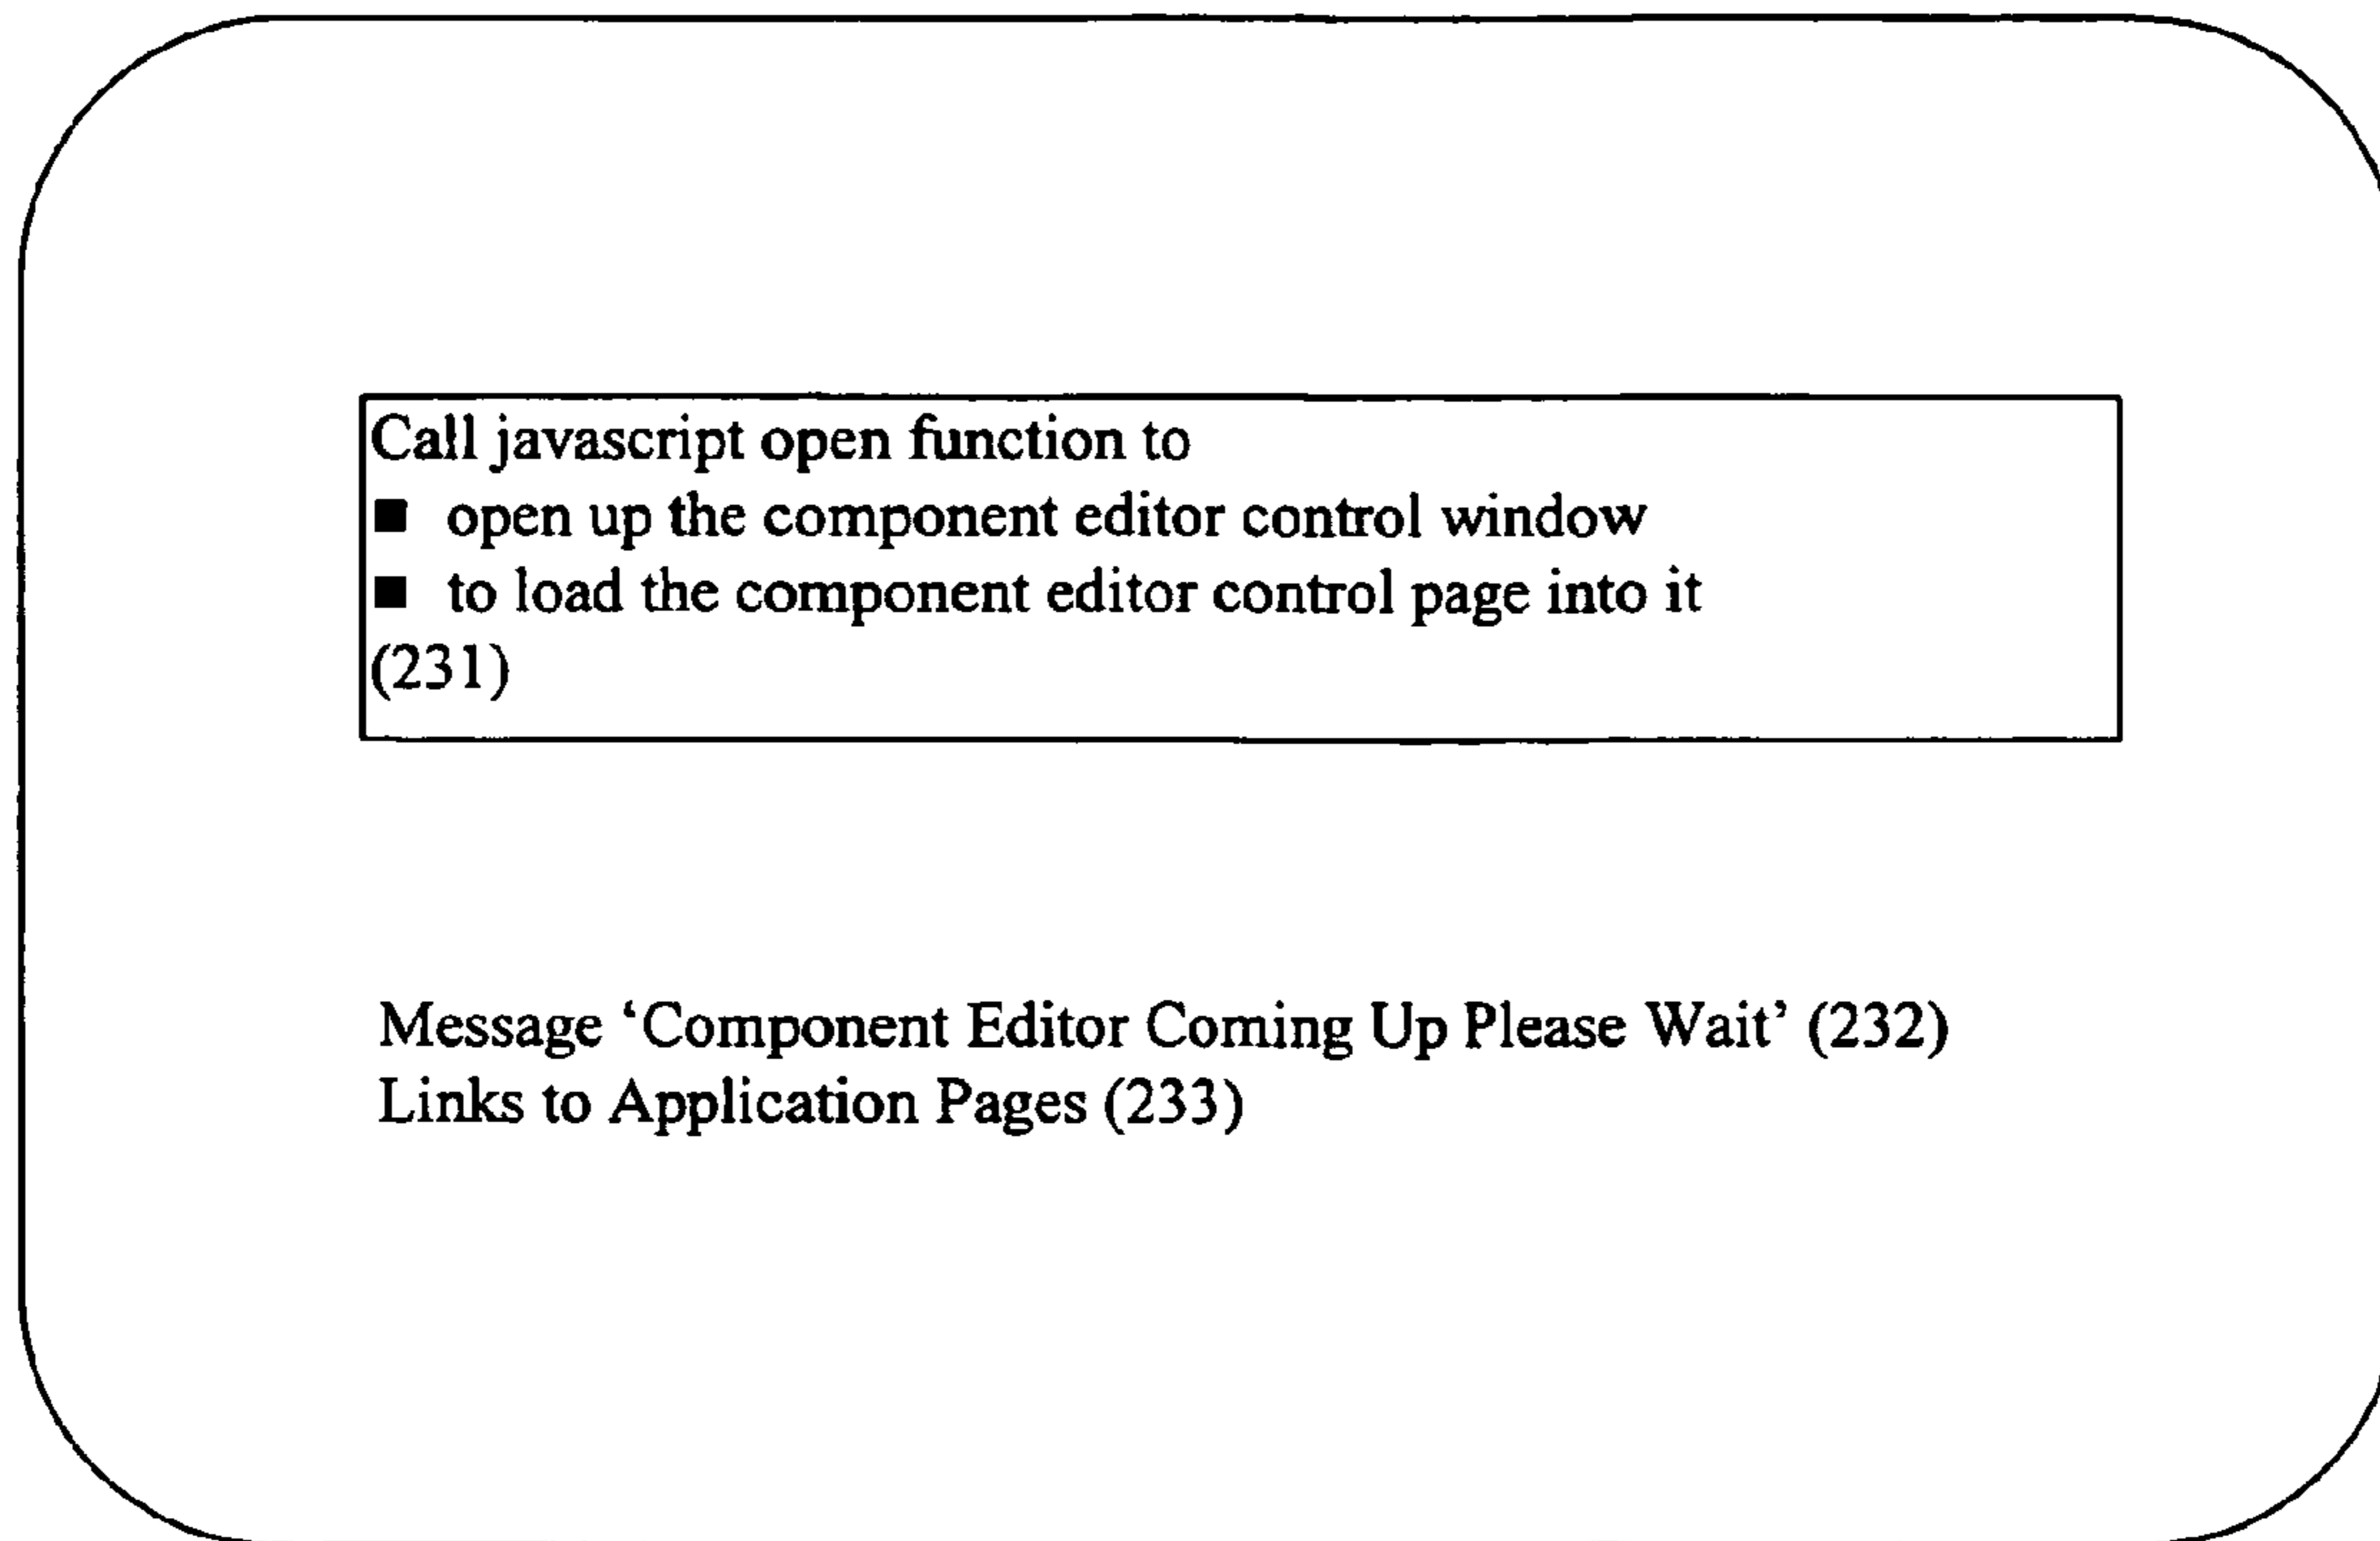 Call javascript open function to
■ open up the component editor control window
■ to load the component editor control page into it
(231)
Message ‘Component Editor Coming Up Please Wait’ (232)
Links to Application Pages (233)